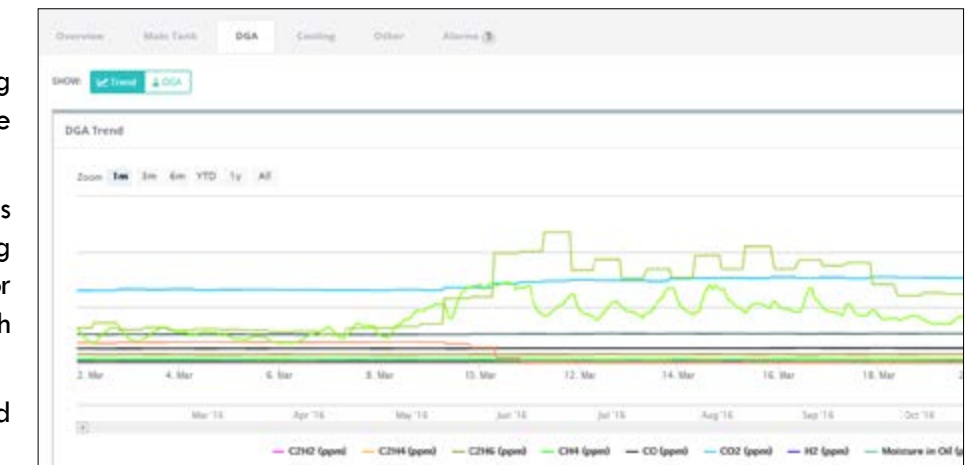 Overview Main Tank DGA Cooling Other Alarms
SHOW: Trend DGA
DGA Trend
Zoom 1m 3m 6m YTD 1y All
2. Mar 4. Mar 6. Mar 8. Mar 10. Mar 12. Mar 14. Mar 16. Mar 18. Mar 2
Mar '16 Apr '16 May '16 Jun '16 Jul '16 Aug '16 Sep '16 Oct '16
C2H2 (ppm) C2H4 (ppm) C2H6 (ppm) CH4 (ppm) CO (ppm) CO2 (ppm) H2 (ppm) Moisture in Oil (p
g
e
s
g
or
h
d